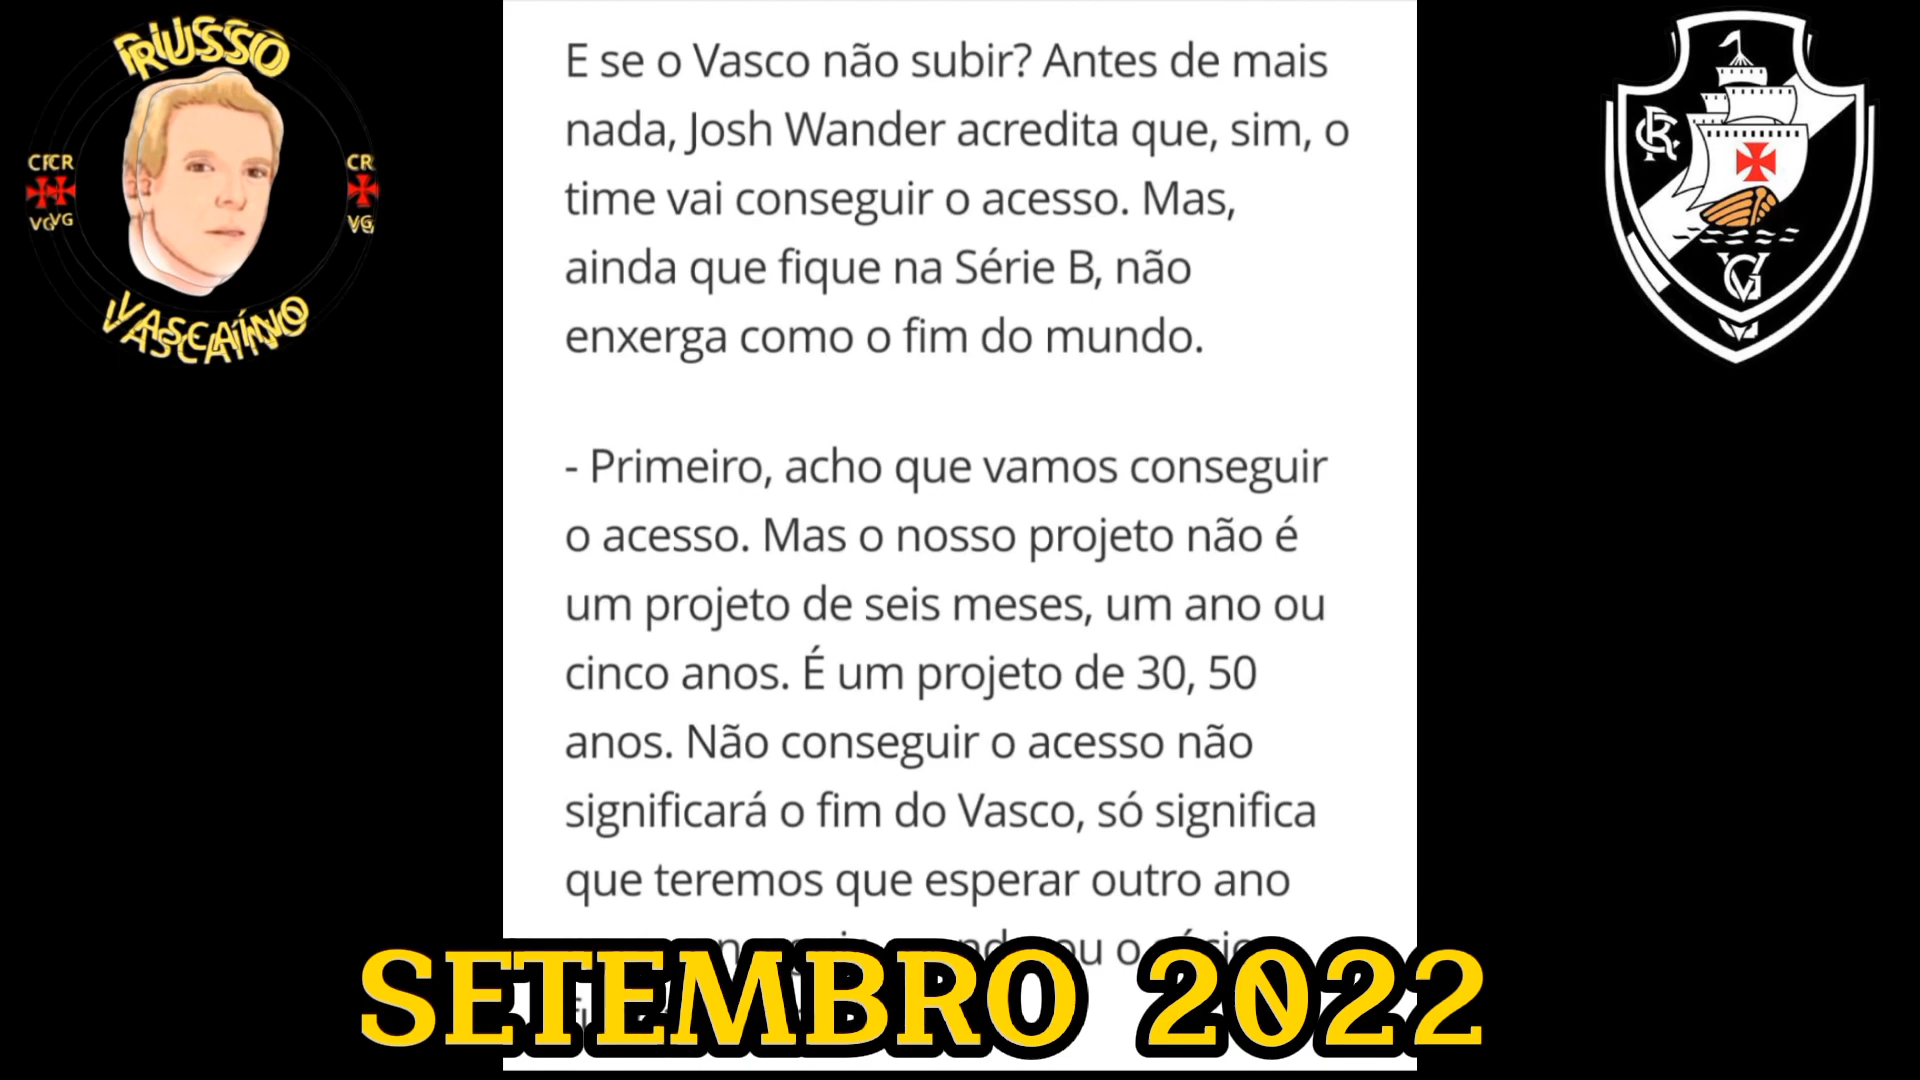 RUSSO
CR
VG
CR
VG
VASCAÍNO
CR
VG
E se o Vasco não subir? Antes de mais
nada, Josh Wander acredita que, sim, o
time vai conseguir o acesso. Mas,
ainda que fique na Série B, não
enxerga como o fim do mundo.
- Primeiro, acho que vamos conseguir
o acesso. Mas o nosso projeto não é
um projeto de seis meses, um ano ou
cinco anos. É um projeto de 30, 50
anos. Não conseguir o acesso não
significará o fim do Vasco, só significa
que teremos que esperar outro ano
SETEMBRO 2022